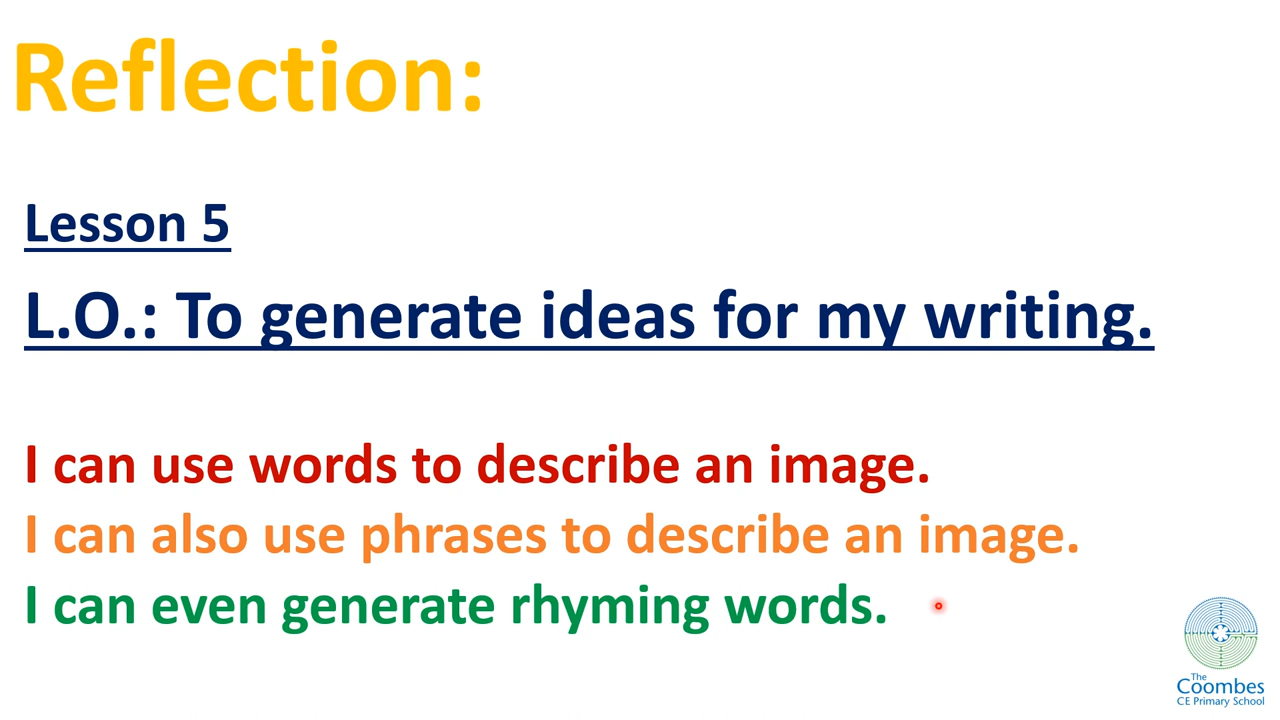 Reflection:
Lesson 5
L.O.: To generate ideas for my writing.
I can use words to describe an image.
I can also use phrases to describe an image.
I can even generate rhyming words.
The
Coombes
CE Primary School